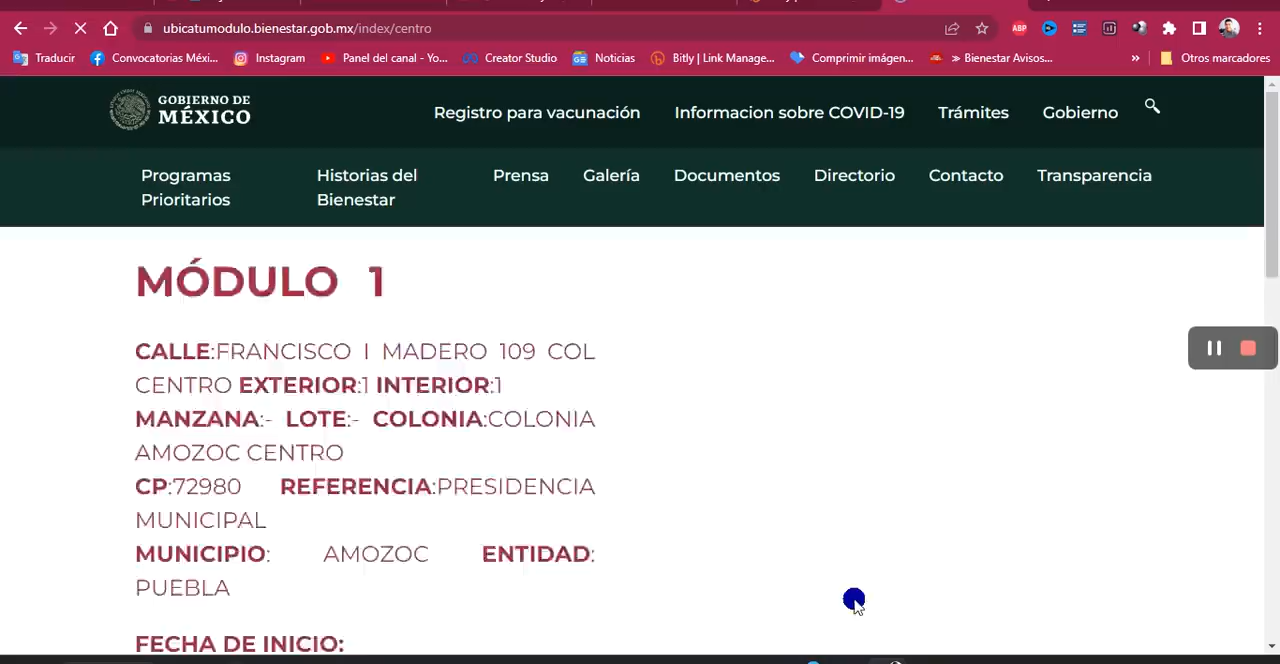 ubicatumodulo.bienestar.gob.mx/index/centro
ABP
Traducir
Convocatorias Méxi...
Instagram
Panel del canal - Yo...
Creator Studio
Noticias
Bitly | Link Manage...
Comprimir imágen...
» Bienestar Avisos...
»
Otros marcadores
GOBIERNO DE
MÉXICO
Registro para vacunación
Informacion sobre COVID-19
Trámites
Gobierno
Programas
Prioritarios
Historias del
Bienestar
Prensa
Galería
Documentos
Directorio
Contacto
Transparencia
MÓDULO 1
CALLE:FRANCISCO I MADERO 109 COL
CENTRO EXTERIOR:1 INTERIOR:1
MANZANA:- LOTE:- COLONIA:COLONIA
AMOZOC CENTRO
CP:72980 REFERENCIA:PRESIDENCIA
MUNICIPAL
MUNICIPIO: AMOZOC ENTIDAD:
PUEBLA
FECHA DE INICIO: